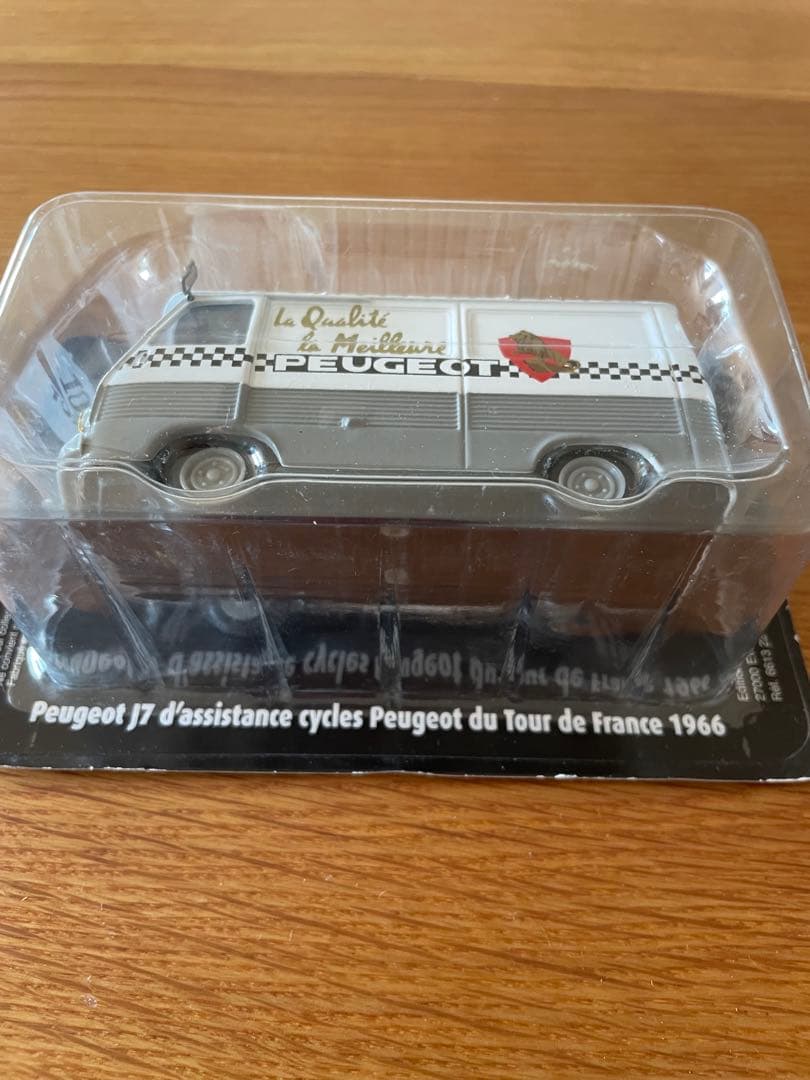 La Qualité
la Meilleure
PEUGEOT
Peugeot J7 d'assistance cycles Peugeot du Tour de France 1966